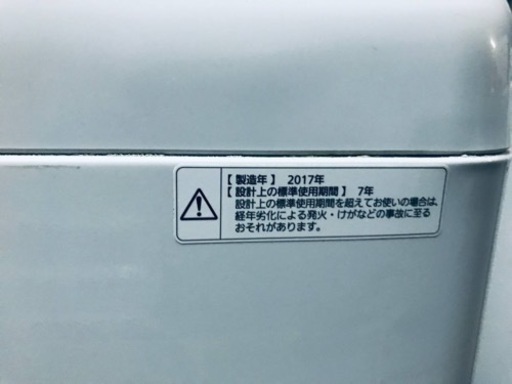 【 製造年 】 2017年
【 設計上の標準使用期間 】 7年
設計上の標準使用期間を超えてお使いの場合は、
経年劣化による発火・けがなどの事故に至る
おそれがあります。